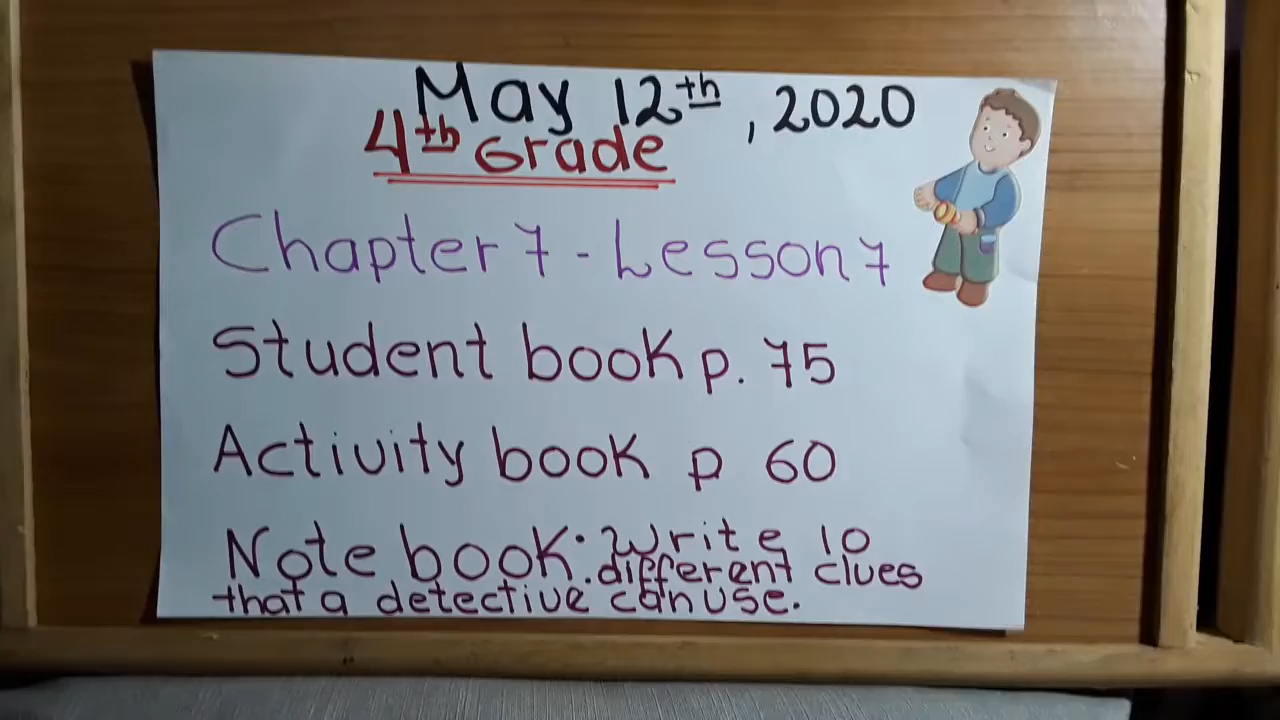 May 12th, 2020
4th Grade
Chapter 7 - Lesson 7
Student book p. 75
Activity book p 60
Note book: Write 10
different clues
that a detective can use.